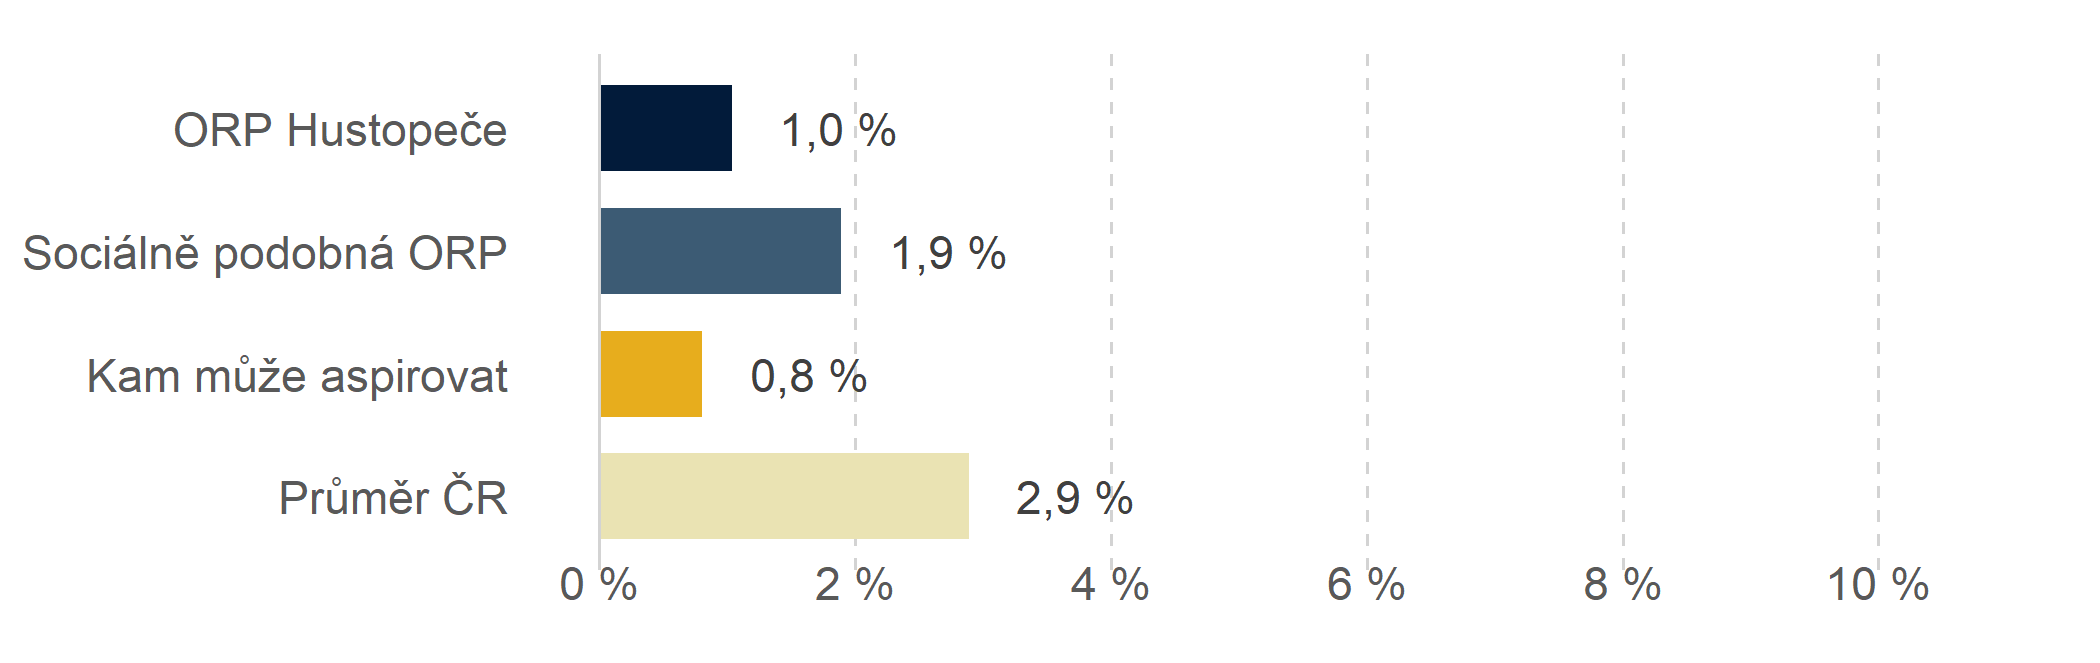 ORP Hustopeče 1,0 %
Sociálně podobná ORP 1,9 %
Kam může aspirovat 0,8 %
Průměr ČR 2,9 %
0 % 2 % 4 % 6 % 8 % 10 %